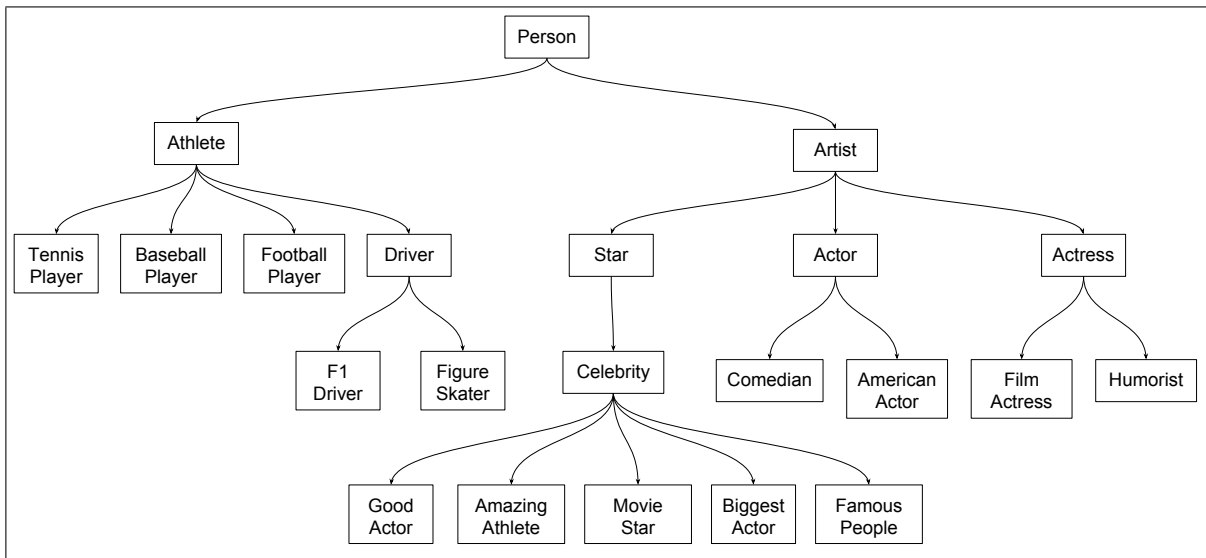 Person
Athlete
Artist
Tennis
Player
Baseball
Player
Football
Player
Driver
Star
Actor
Actress
F1
Driver
Figure
Skater
Celebrity
Comedian
American
Actor
Film
Actress
Humorist
Good
Actor
Amazing
Athlete
Movie
Star
Biggest
Actor
Famous
People